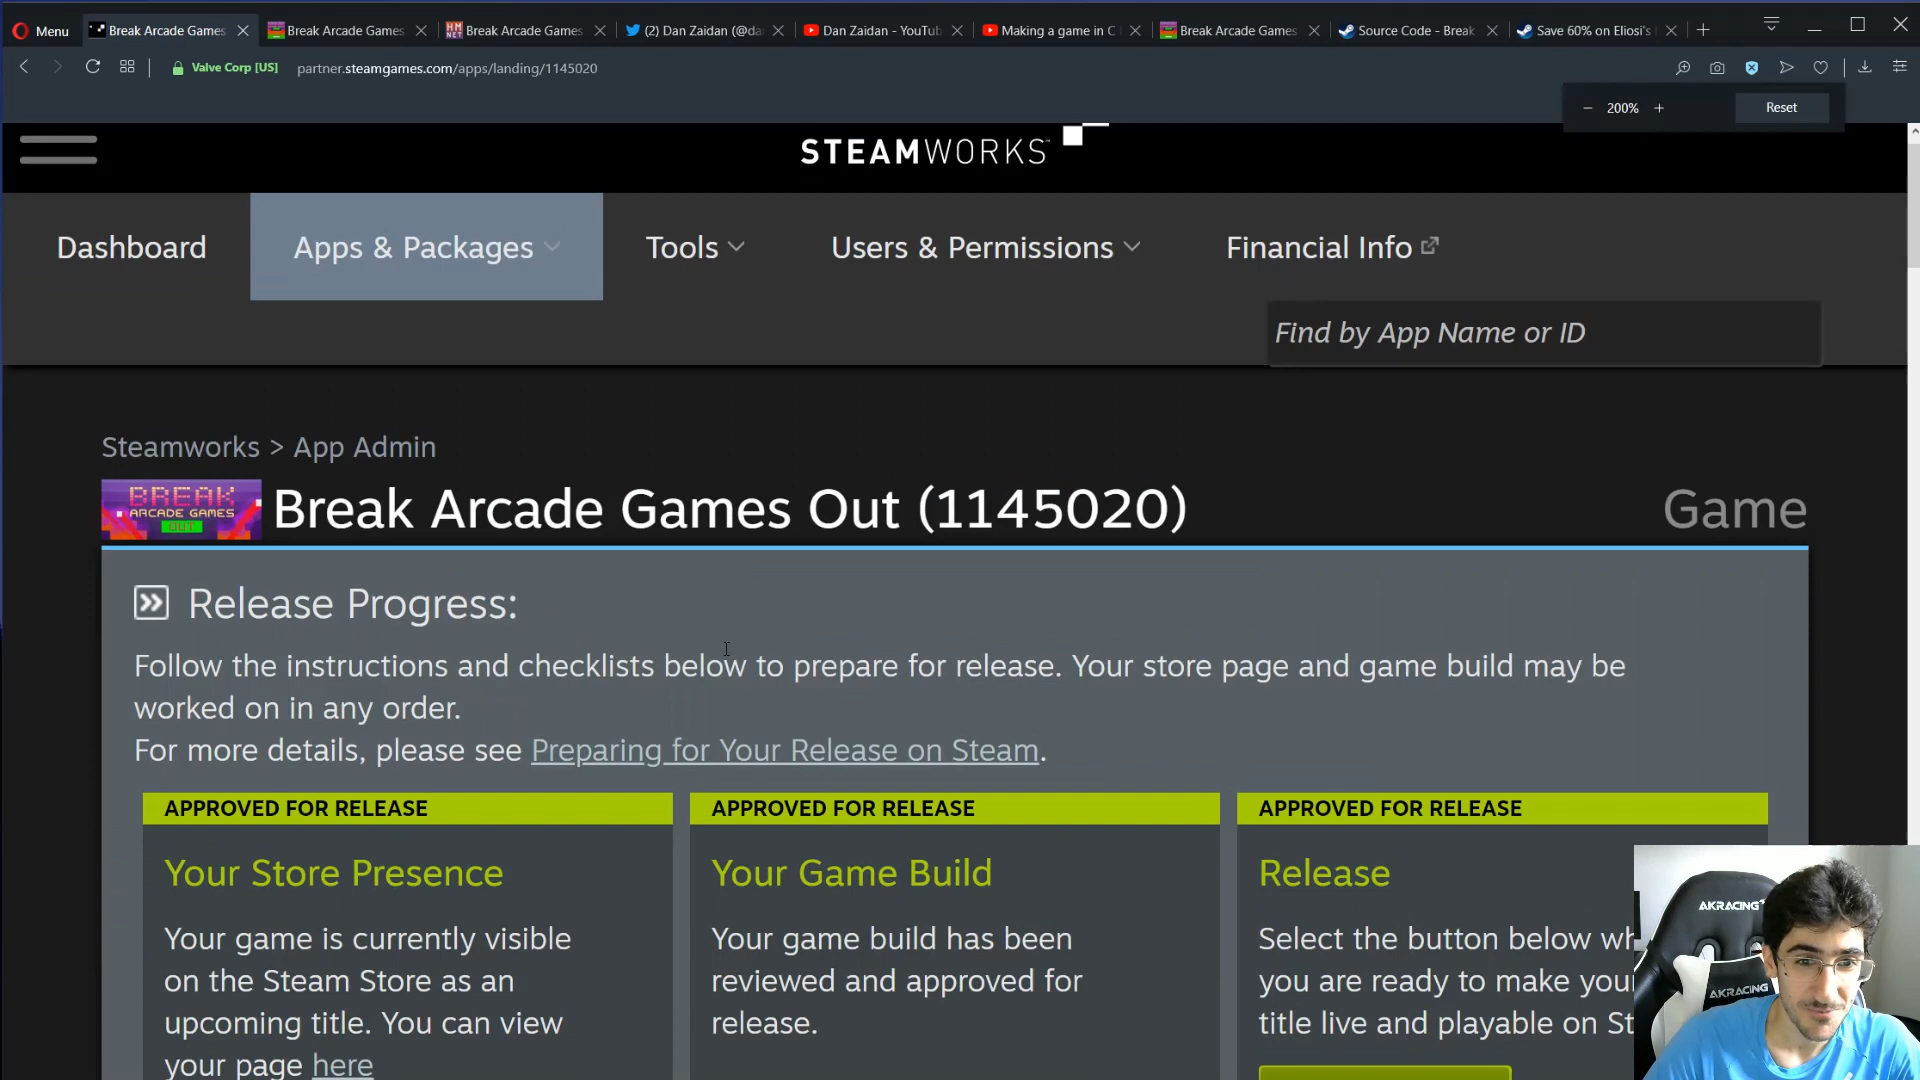 Menu
Break Arcade Games
Break Arcade Games
Break Arcade Games
(2) Dan Zaidan (@da
Dan Zaidan - YouTub
Making a game in C
Break Arcade Games
Source Code - Break
Save 60% on Eliosi's
Valve Corp [US]
partner.steamgames.com/apps/landing/1145020
200%
Reset
STEAMWORKS
Dashboard
Apps & Packages
Tools
Users & Permissions
Financial Info
Find by App Name or ID
Steamworks > App Admin
BREAK
ARCADE GAMES
OUT
Break Arcade Games Out (1145020)
Game
Release Progress:
Follow the instructions and checklists below to prepare for release. Your store page and game build may be
worked on in any order.
For more details, please see Preparing for Your Release on Steam.
APPROVED FOR RELEASE
Your Store Presence
Your game is currently visible
on the Steam Store as an
upcoming title. You can view
your page here
APPROVED FOR RELEASE
Your Game Build
Your game build has been
reviewed and approved for
release.
APPROVED FOR RELEASE
Release
Select the button below wh
you are ready to make you
title live and playable on St
AKRACING
AKRACING